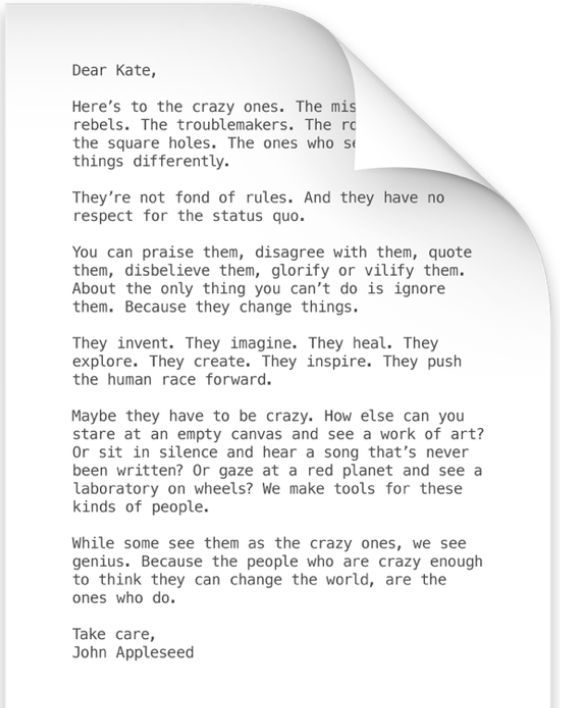 Dear Kate,
Here’s to the crazy ones. The
rebels. The troublemakers. The
the square holes. The ones who
things differently.
They’re not fond of rules. And they have no
respect for the status quo.
You can praise them, disagree with them, quote
them, disbelieve them, glorify or vilify them.
About the only thing you can’t do is ignore
them. Because they change things.
They invent. They imagine. They heal. They
explore. They create. They inspire. They push
the human race forward.
Maybe they have to be crazy. How else can you
stare at an empty canvas and see a work of art?
Or sit in silence and hear a song that’s never
been written? Or gaze at a red planet and see a
laboratory on wheels? We make tools for these
kinds of people.
While some see them as the crazy ones, we see
genius. Because the people who are crazy enough
to think they can change the world, are the
ones who do.
Take care,
John Appleseed